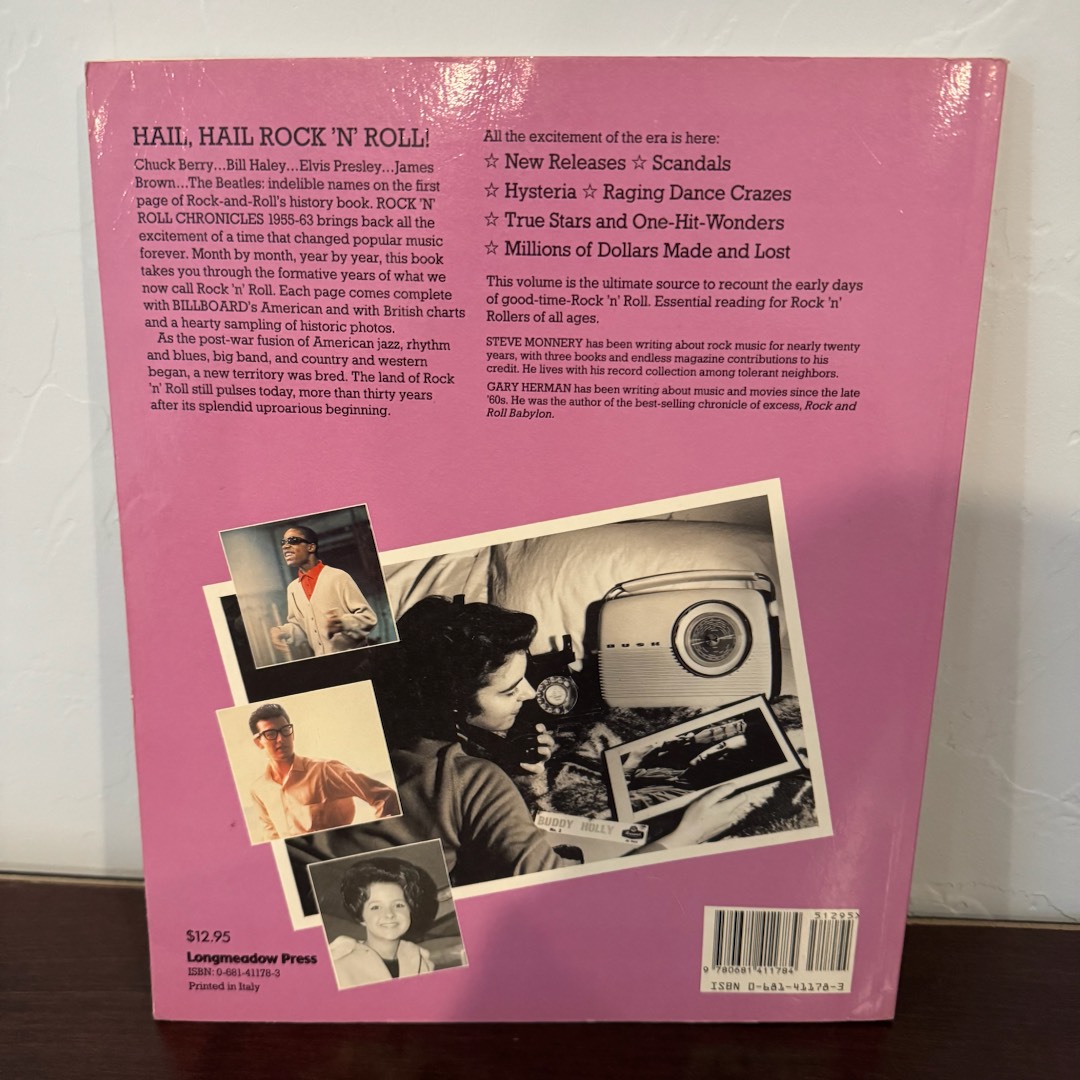 HAIL, HAIL ROCK 'N' ROLL!
Chuck Berry...Bill Haley...Elvis Presley...James
Brown...The Beatles: indelible names on the first
page of Rock-and-Roll's history book. ROCK 'N'
ROLL CHRONICLES 1955-63 brings back all the
excitement of a time that changed popular music
forever. Month by month, year by year, this book
takes you through the formative years of what we
now call Rock 'n' Roll. Each page comes complete
with BILLBOARD's American and with British charts
and a hearty sampling of historic photos.
As the post-war fusion of American jazz, rhythm
and blues, big band, and country and western
began, a new territory was bred. The land of Rock
'n' Roll still pulses today, more than thirty years
after its splendid uproarious beginning.
All the excitement of the era is here:
☆ New Releases ☆ Scandals
☆ Hysteria ☆ Raging Dance Crazes
☆ True Stars and One-Hit-Wonders
☆ Millions of Dollars Made and Lost
This volume is the ultimate source to recount the early days
of good-time-Rock 'n' Roll. Essential reading for Rock 'n'
Rollers of all ages.
STEVE MONNERY has been writing about rock music for nearly twenty
years, with three books and endless magazine contributions to his
credit. He lives with his record collection among tolerant neighbors.
GARY HERMAN has been writing about music and movies since the late
'60s. He was the author of the best-selling chronicle of excess, Rock and
Roll Babylon.
BUSH
BUDDY HOLLY
$12.95
Longmeadow Press
ISBN: 0-681-41178-3
Printed in Italy
51295>
9 780681 411784
ISBN 0-681-41178-3